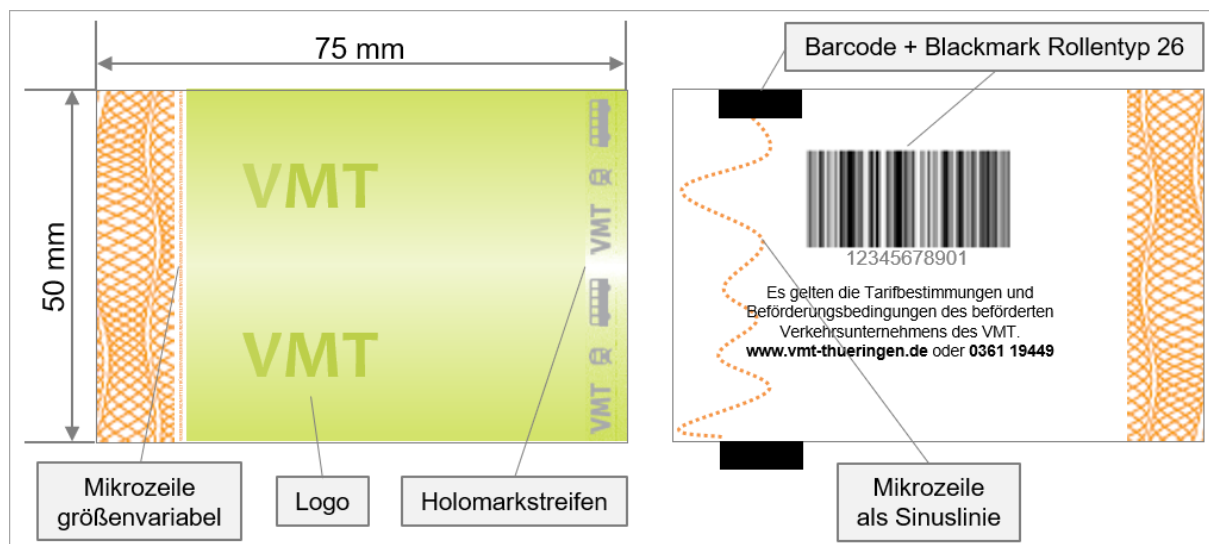 75 mm
50 mm
VMT
VMT
VMT
VMT
Mikrozeile
größenvariabel
Logo
Holomarkstreifen
Barcode + Blackmark Rollentyp 26
12345678901
Es gelten die Tarifbestimmungen und
Beförderungsbedingungen des beförderten
Verkehrsunternehmens des VMT.
www.vmt-thueringen.de oder 0361 19449
Mikrozeile
als Sinuslinie